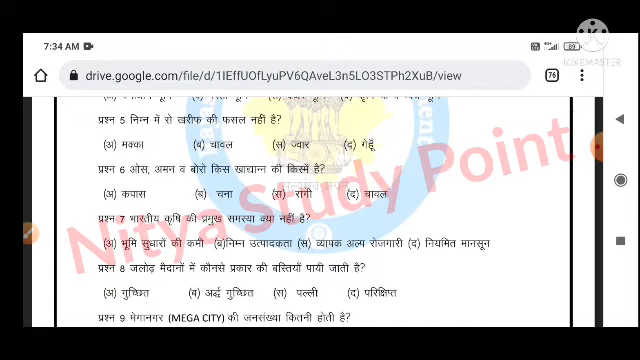 7:34 AM
89
KINEMASTER
drive.google.com/file/d/1IEffUOfLyuPV6QAveL3n5LO3STPh2XuB/view
76
प्रश्न 5 निम्न में से खरीफ की फसल नही है?
(अ) मक्का (ब) चावल (स) ज्वार (द) गेहूँ
प्रश्न 6 ओस, अमन व बोरो किस खाद्यान्न की किस्में है?
(अ) कपास (ब) चना (स) रागी (द) चावल
Nitya Study Point
प्रश्न 7 भारतीय कृषि की प्रमुख समस्या क्या नहीं है?
(अ) भूमि सुधारों की कमी (ब)निम्न उत्पादकता (स) व्यापक अल्प रोजगारी (द) नियमित मानसून
प्रश्न 8 जलोढ़ मैदानों में कौनसे प्रकार की बस्तियाँ पायी जाती है?
(अ) गुच्छित (ब) अर्द्ध गुच्छित (स) पल्ली (द) परिक्षिप्त
प्रश्न 9 मेगानगर (MEGA CITY) की जनसंख्या कितनी होती है?